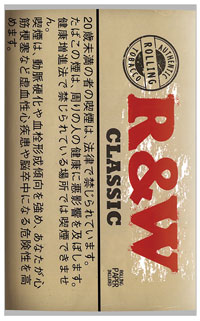 AUTHENTIC
ROLLING
TOBACCO
R&W
CLASSIC
ROLLING
PAPER
INCLUDED
20歳未満の者の喫煙は、法律で禁じられています。
たばこの煙は、周りの人の健康に悪影響を及ぼします。
健康増進法で禁じられている場所では喫煙できませ
ん。
喫煙は、動脈硬化や血栓形成傾向を強め、あなたが心
筋梗塞など虚血性心疾患や脳卒中になる危険性を高
めます。